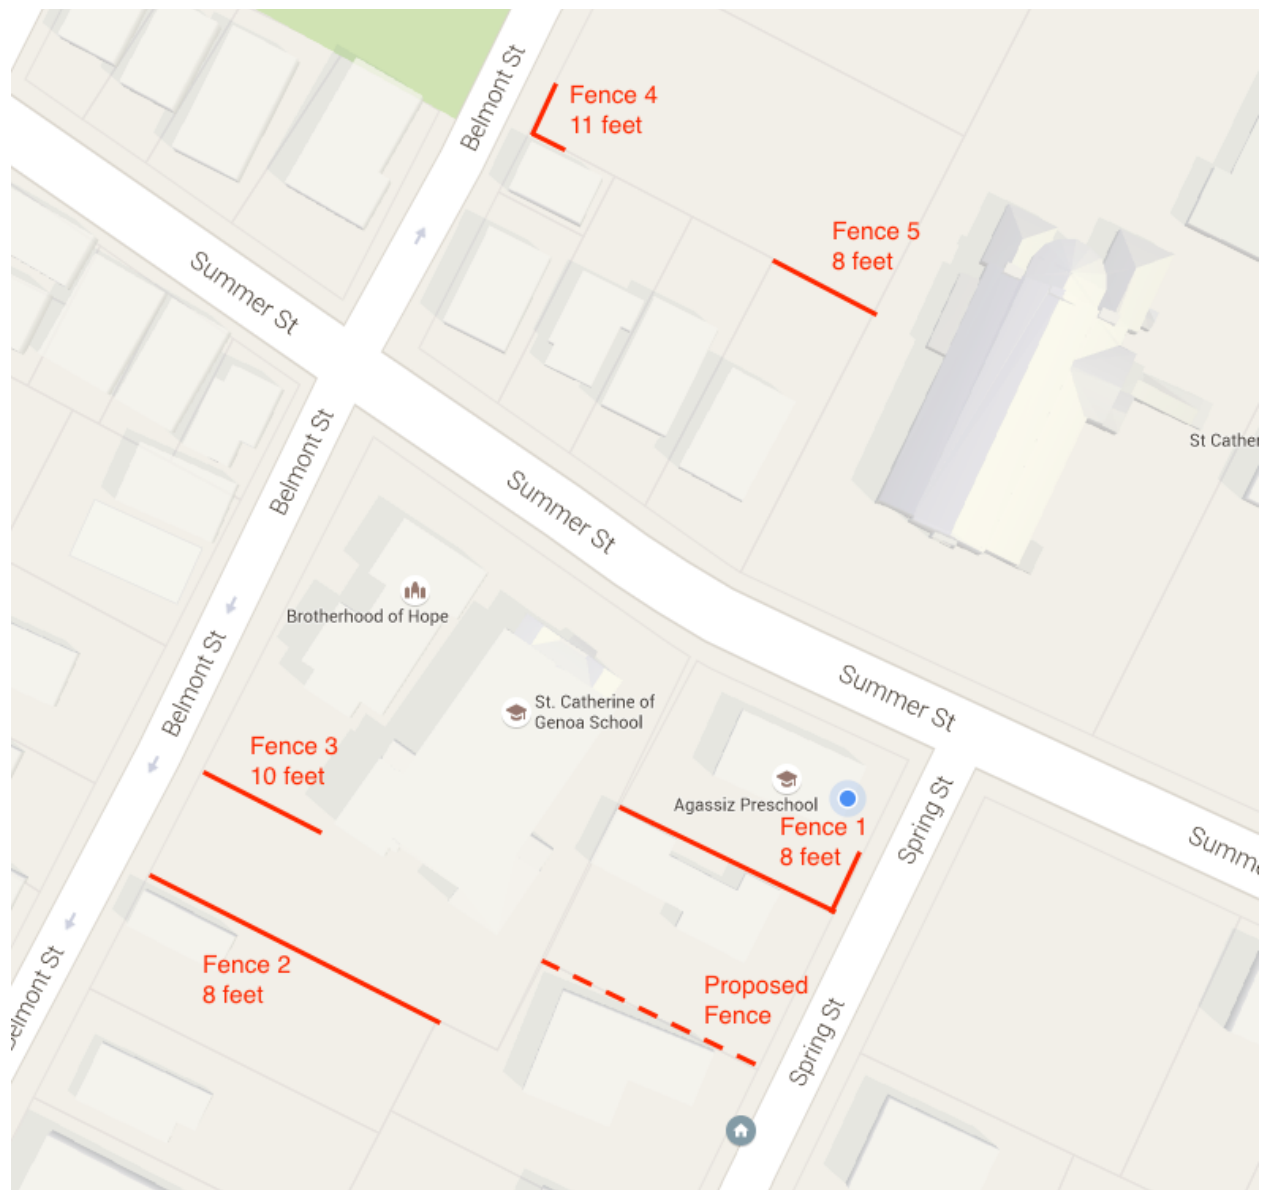 Belmont St
Fence 4
11 feet
Fence 5
8 feet
Summer St
Belmont St
St Cather
Summer St
Brotherhood of Hope
Belmont St
St. Catherine of
Genoa School
Summer St
Fence 3
10 feet
Agassiz Preschool
Fence 1
8 feet
Spring St
Summe
Fence 2
8 feet
Proposed
Fence
Belmont St
Spring St